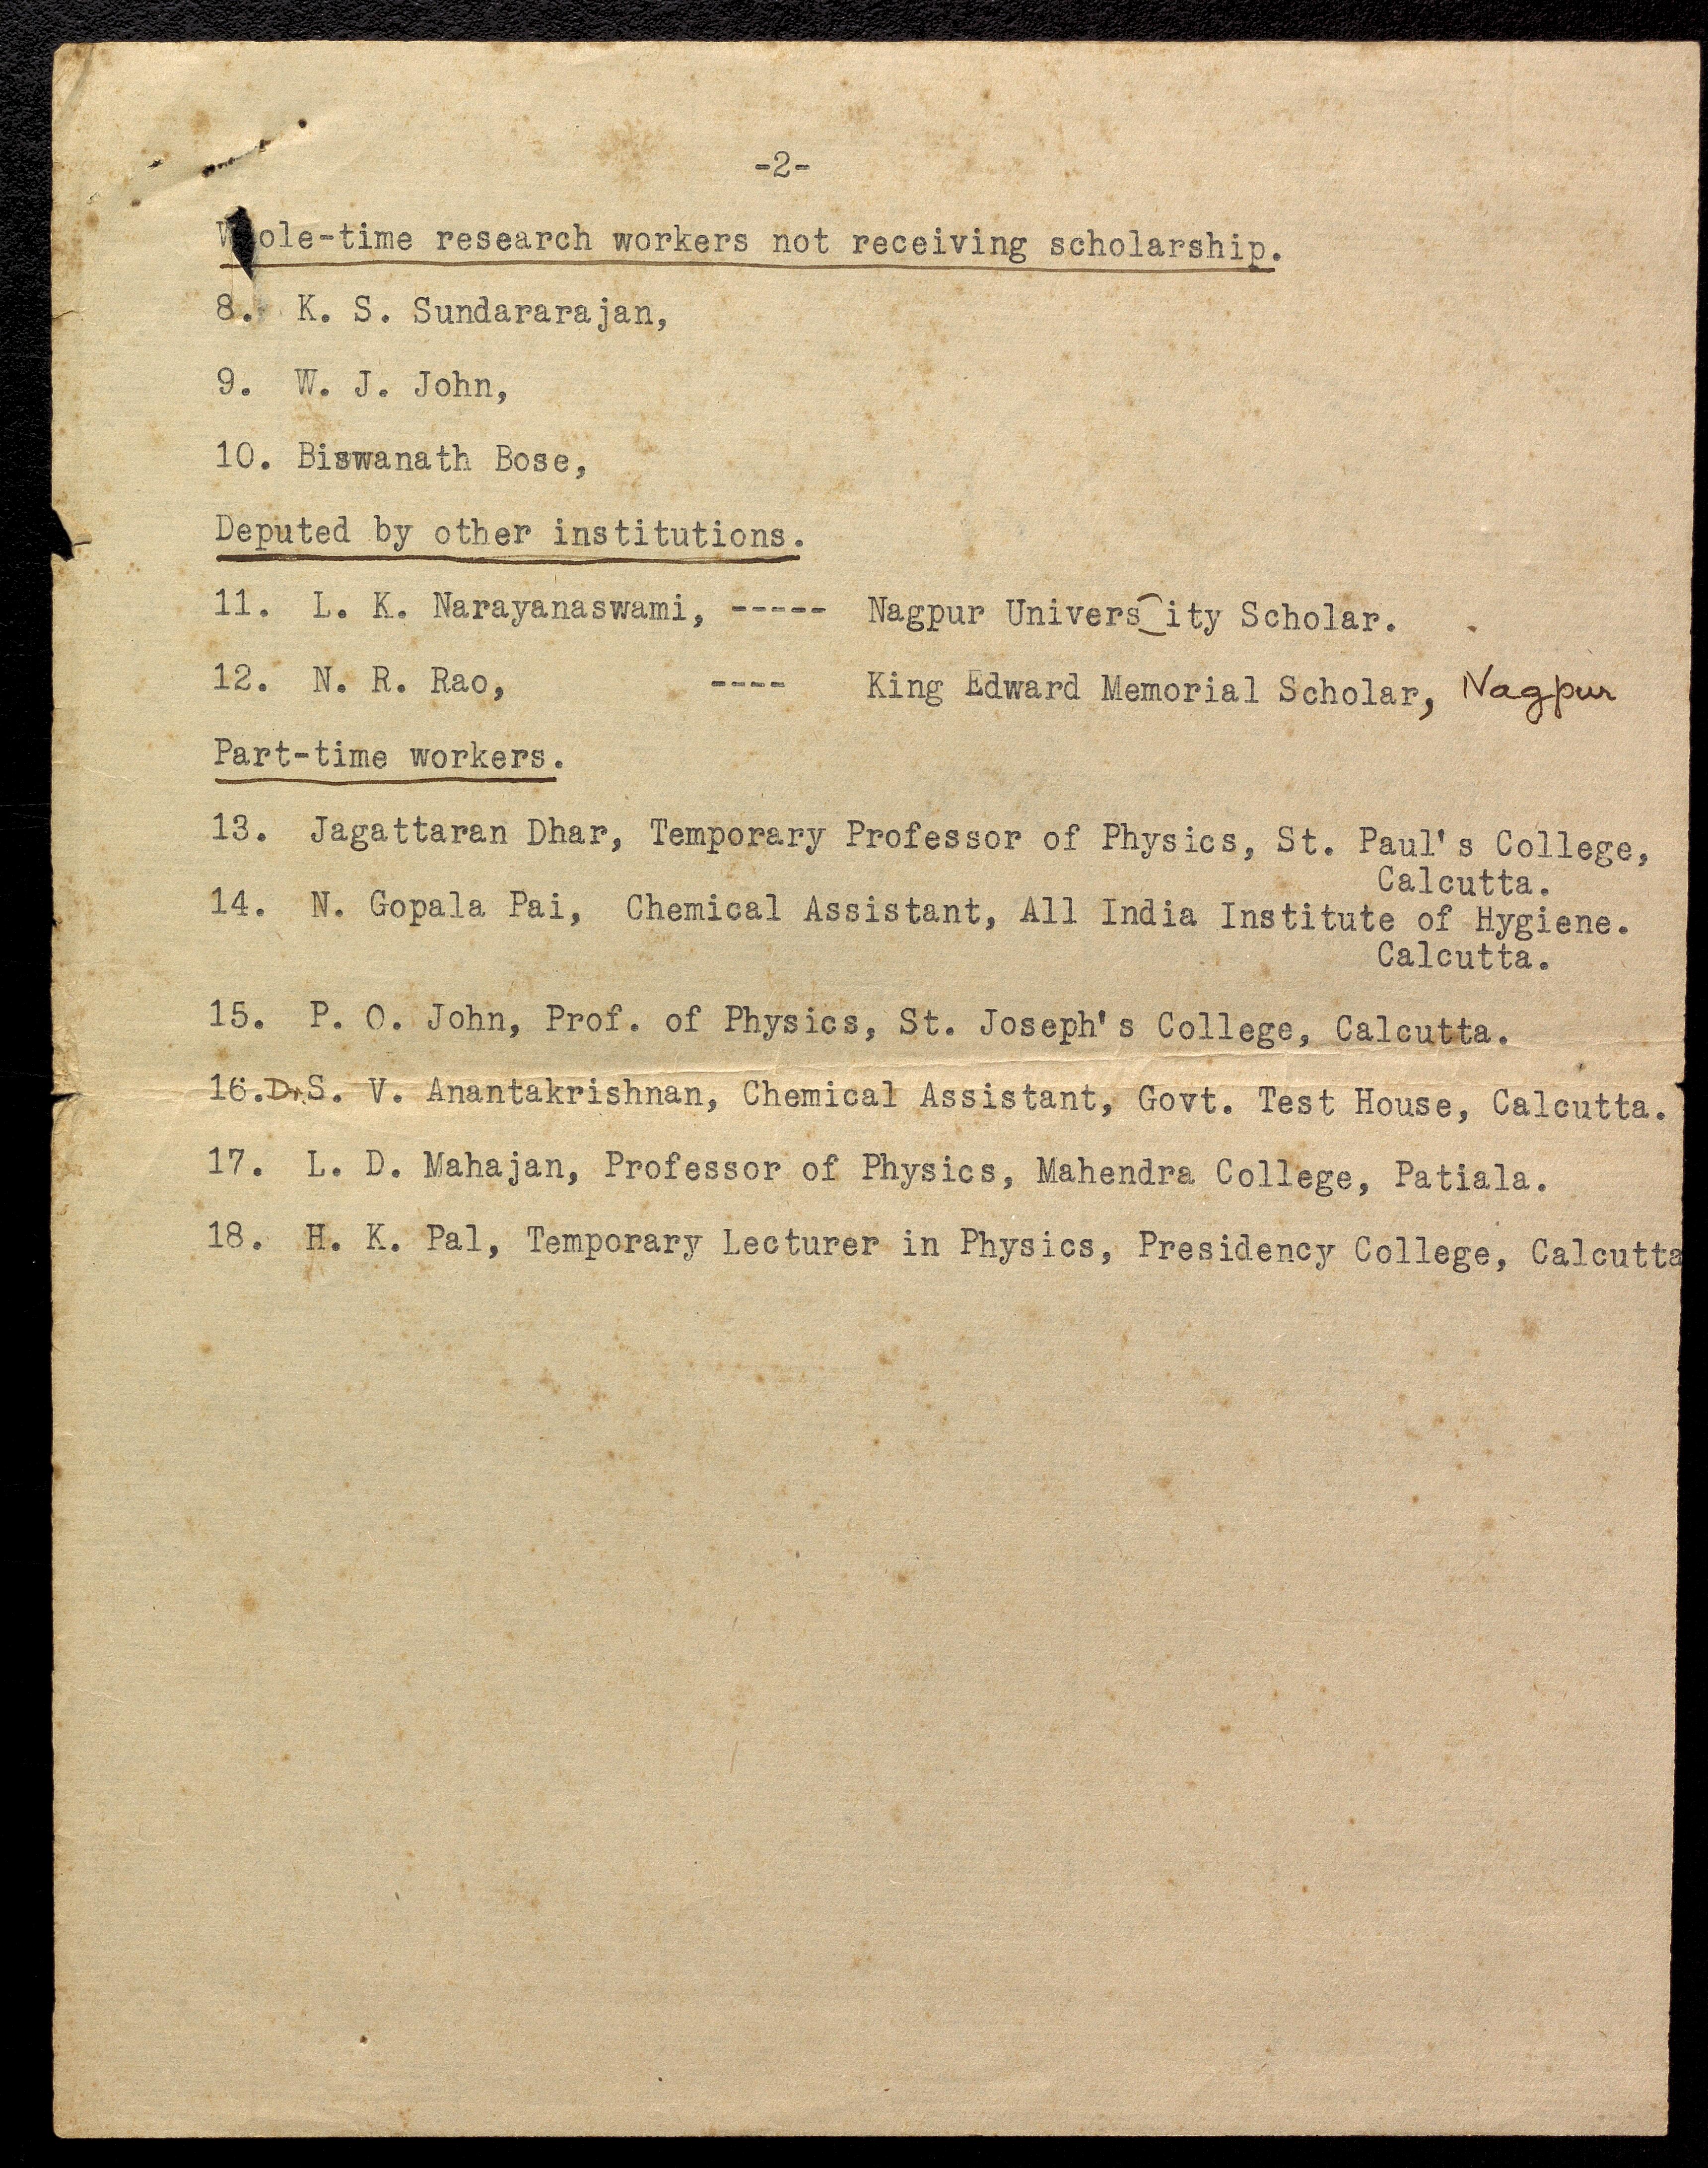 -2-
Whole-time research workers not receiving scholarship.
8. K. S. Sundararajan,
9. W. J. John,
10. Biswanath Bose,
Deputed by other institutions.
11. L. K. Narayanaswami, ----- Nagpur University Scholar.
12. N. R. Rao, ---- King Edward Memorial Scholar, Nagpur
Part-time workers.
13. Jagattaran Dhar, Temporary Professor of Physics, St. Paul's College,
Calcutta.
14. N. Gopala Pai, Chemical Assistant, All India Institute of Hygiene.
Calcutta.
15. P. O. John, Prof. of Physics, St. Joseph's College, Calcutta.
16. Dr. S. V. Anantakrishnan, Chemical Assistant, Govt. Test House, Calcutta.
17. L. D. Mahajan, Professor of Physics, Mahendra College, Patiala.
18. H. K. Pal, Temporary Lecturer in Physics, Presidency College, Calcutta